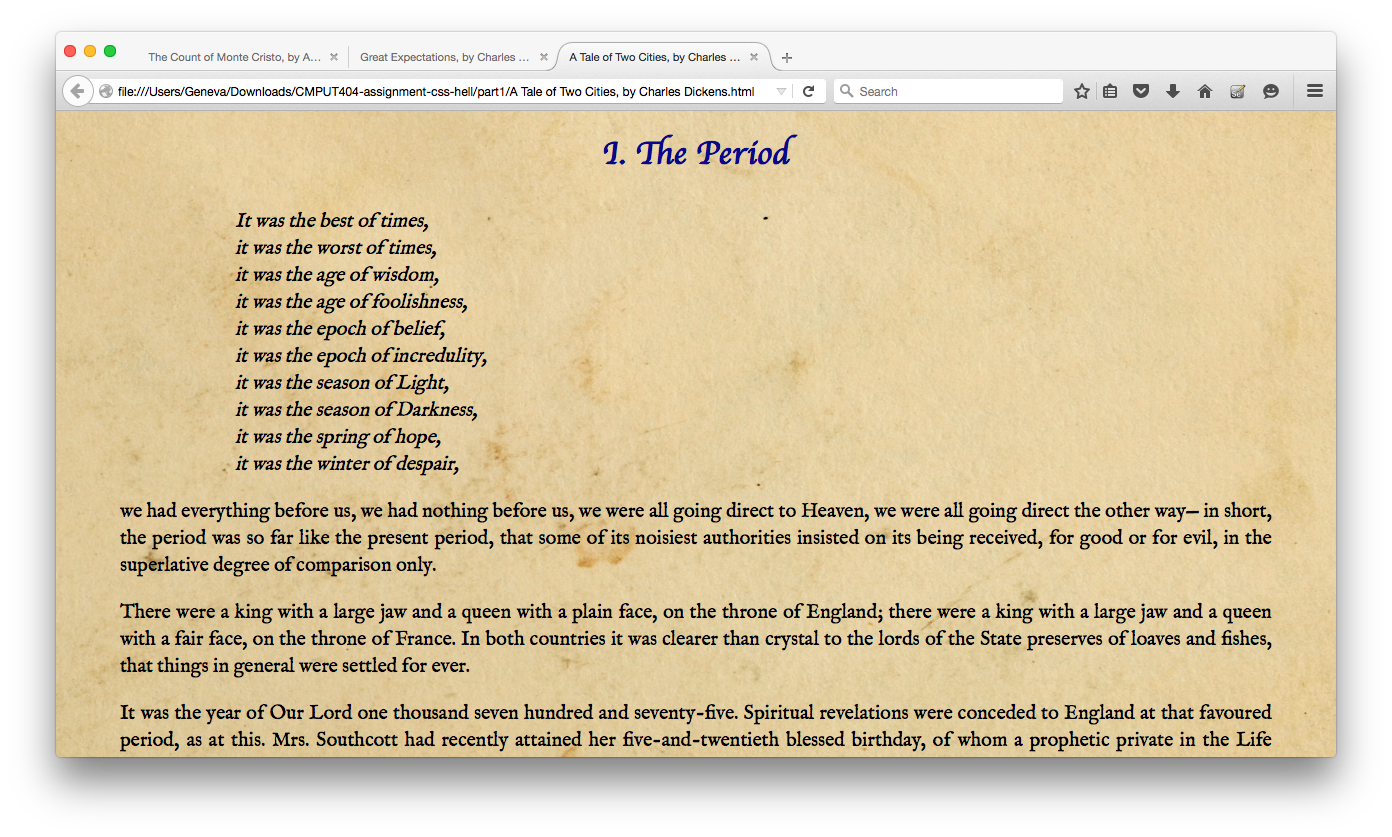 The Count of Monte Cristo, by A...
Great Expectations, by Charles ...
A Tale of Two Cities, by Charles ...
file:///Users/Geneva/Downloads/CMPUT404-assignment-css-hell/part1/A Tale of Two Cities, by Charles Dickens.html
Search
I. The Period
It was the best of times,
it was the worst of times,
it was the age of wisdom,
it was the age of foolishness,
it was the epoch of belief,
it was the epoch of incredulity,
it was the season of Light,
it was the season of Darkness,
it was the spring of hope,
it was the winter of despair,
we had everything before us, we had nothing before us, we were all going direct to Heaven, we were all going direct the other way— in short,
the period was so far like the present period, that some of its noisiest authorities insisted on its being received, for good or for evil, in the
superlative degree of comparison only.
There were a king with a large jaw and a queen with a plain face, on the throne of England; there were a king with a large jaw and a queen
with a fair face, on the throne of France. In both countries it was clearer than crystal to the lords of the State preserves of loaves and fishes,
that things in general were settled for ever.
It was the year of Our Lord one thousand seven hundred and seventy-five. Spiritual revelations were conceded to England at that favoured
period, as at this. Mrs. Southcott had recently attained her five-and-twentieth blessed birthday, of whom a prophetic private in the Life